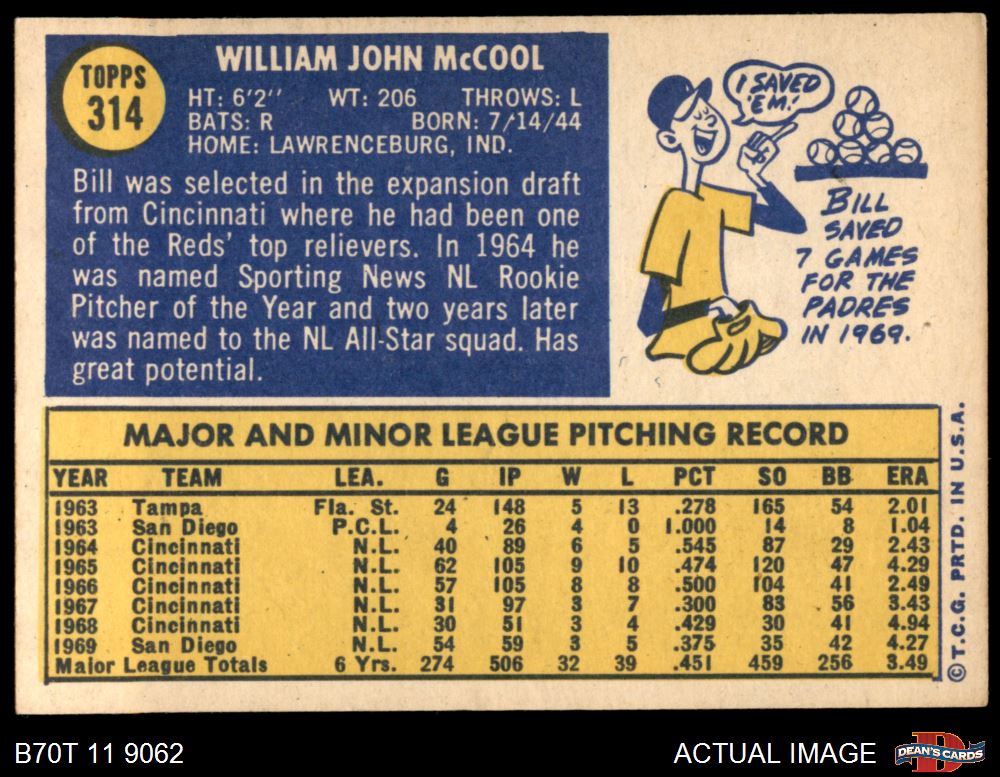 TOPPS
314
WILLIAM JOHN McCOOL
HT: 6'2" WT: 206 THROWS: L
BATS: R BORN: 7/14/44
HOME: LAWRENCEBURG, IND.
Bill was selected in the expansion draft
from Cincinnati where he had been one
of the Reds' top relievers. In 1964 he
was named Sporting News NL Rookie
Pitcher of the Year and two years later
was named to the NL All-Star squad. Has
great potential.
I SAVED
'EM!
BILL
SAVED
7 GAMES
FOR THE
PADRES
IN 1969.
MAJOR AND MINOR LEAGUE PITCHING RECORD
YEAR TEAM LEA. G IP W L PCT SO BB ERA
1963 Tampa Fla. St. 24 148 5 13 .278 165 54 2.01
1963 San Diego P.C.L. 4 26 4 0 1.000 14 8 1.04
1964 Cincinnati N.L. 40 89 6 5 .545 87 29 2.43
1965 Cincinnati N.L. 62 105 9 10 .474 120 47 4.29
1966 Cincinnati N.L. 57 105 8 8 .500 104 41 2.49
1967 Cincinnati N.L. 31 97 3 7 .300 83 56 3.43
1968 Cincinnati N.L. 30 51 3 4 .429 30 41 4.94
1969 San Diego N.L. 54 59 3 5 .375 35 42 4.27
Major League Totals 6 Yrs. 274 506 32 39 .451 459 256 3.49
© T.C.G. PRTD. IN U.S.A.
B70T 11 9062
ACTUAL IMAGE
DEAN'S CARDS